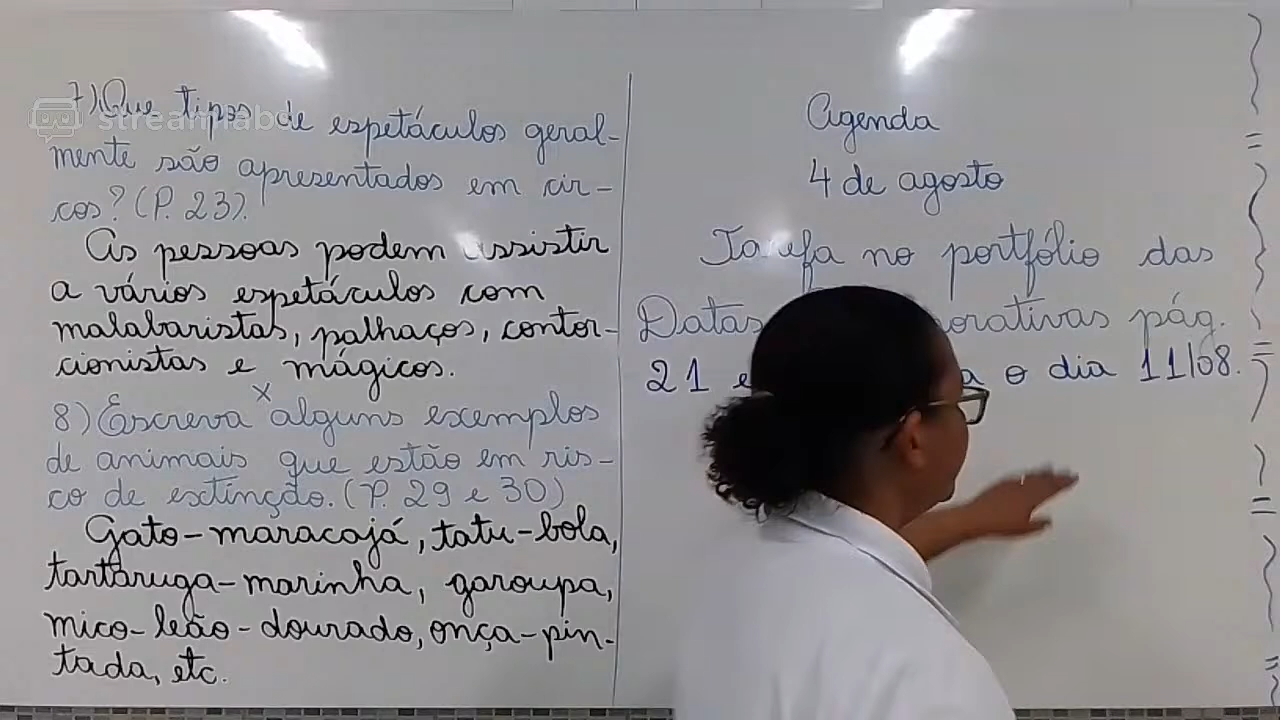 7) Que tipos de espetáculos geral-
mente são apresentados em cir-
cos? (P. 23).
As pessoas podem assistir
a vários espetáculos com
malabaristas, palhaços, contor-
cionistas e mágicos.
x
8) Escreva alguns exemplos
de animais que estão em ris-
co de extinção. (P. 29 e 30)
Gato-maracajá, tatu-bola,
tartaruga-marinha, garoupa,
mico-leão-dourado, onça-pin-
tada, etc.
Agenda
4 de agosto
Tarefa no portfólio das
Datas orativas pág.
21 e a o dia 11/08.
streamlabs